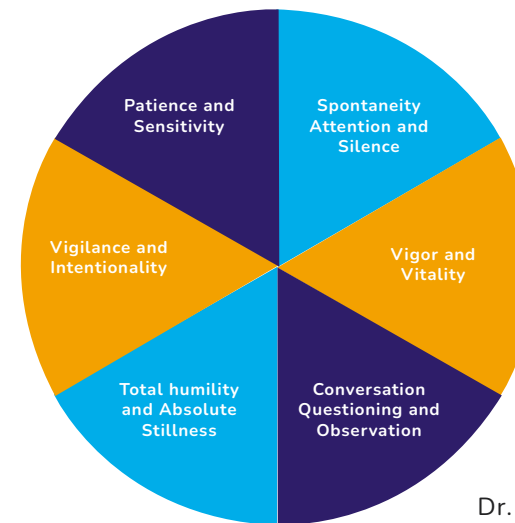 Patience and
Sensitivity
Spontaneity
Attention and
Silence
Vigilance and
Intentionality
Vigor and
Vitality
Total humility
and Absolute
Stillness
Conversation
Questioning and
Observation
Dr.